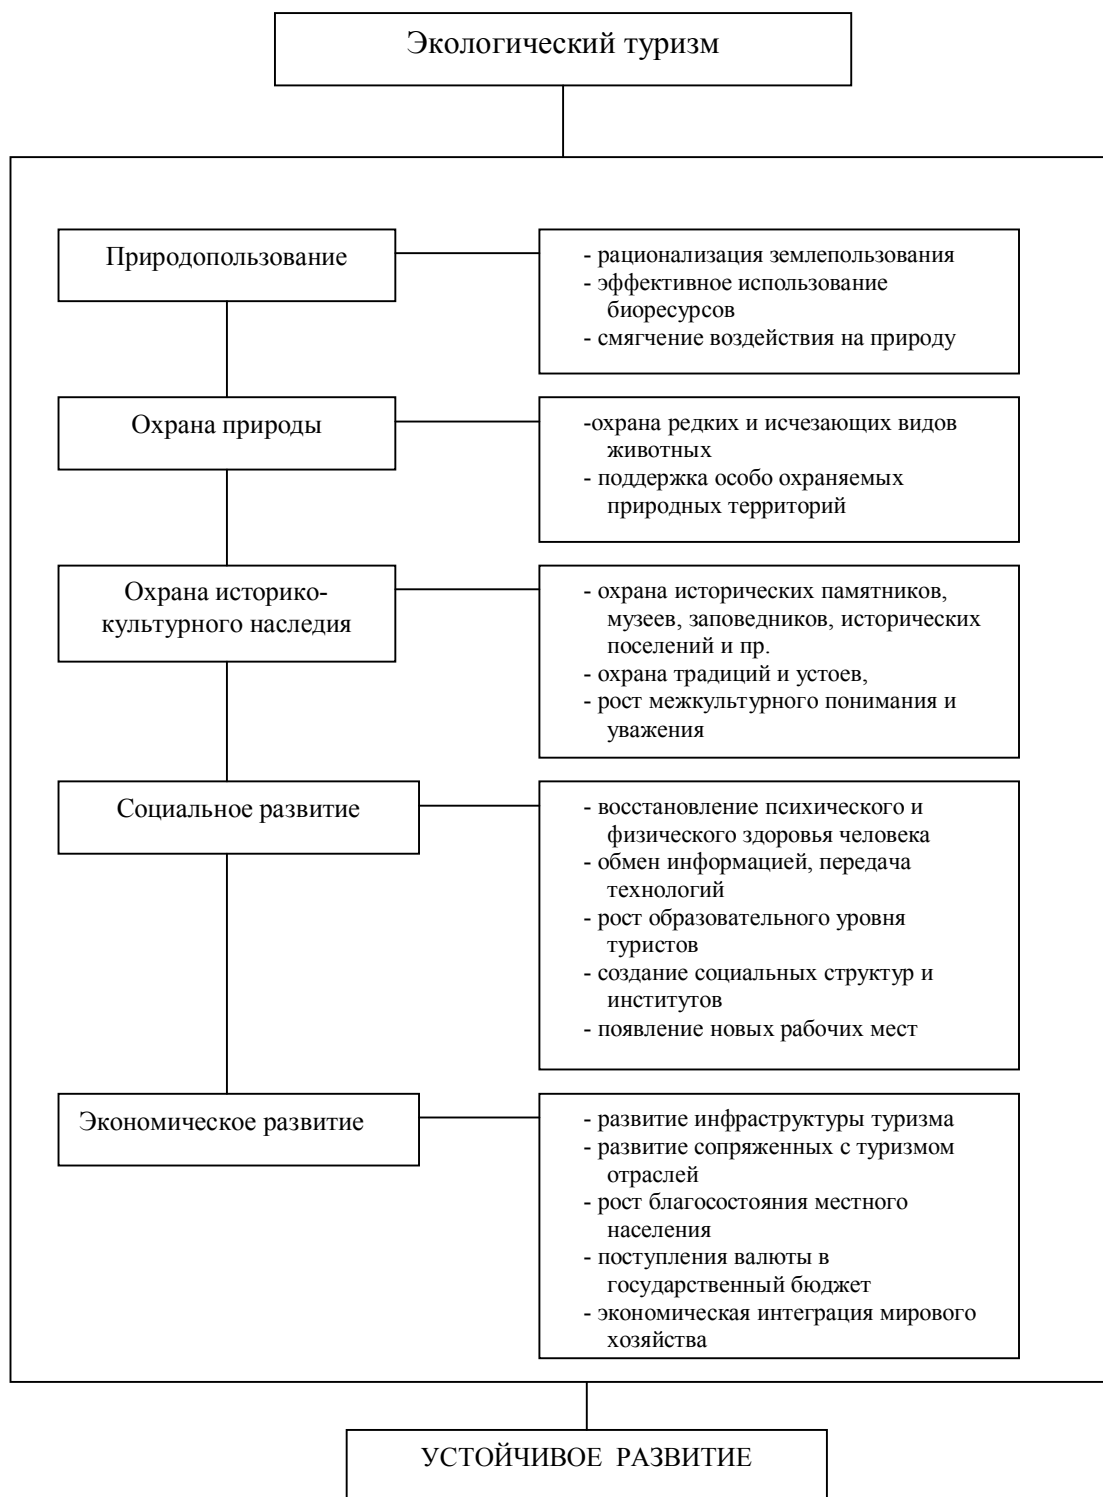 Экологический туризм
Природопользование
- рационализация землепользования
- эффективное использование
биоресурсов
- смягчение воздействия на природу
Охрана природы
-охрана редких и исчезающих видов
животных
- поддержка особо охраняемых
природных территорий
Охрана историко-
культурного наследия
- охрана исторических памятников,
музеев, заповедников, исторических
поселений и пр.
- охрана традиций и устоев,
- рост межкультурного понимания и
уважения
Социальное развитие
- восстановление психического и
физического здоровья человека
- обмен информацией, передача
технологий
- рост образовательного уровня
туристов
- создание социальных структур и
институтов
- появление новых рабочих мест
Экономическое развитие
- развитие инфраструктуры туризма
- развитие сопряженных с туризмом
отраслей
- рост благосостояния местного
населения
- поступления валюты в
государственный бюджет
- экономическая интеграция мирового
хозяйства
УСТОЙЧИВОЕ РАЗВИТИЕ